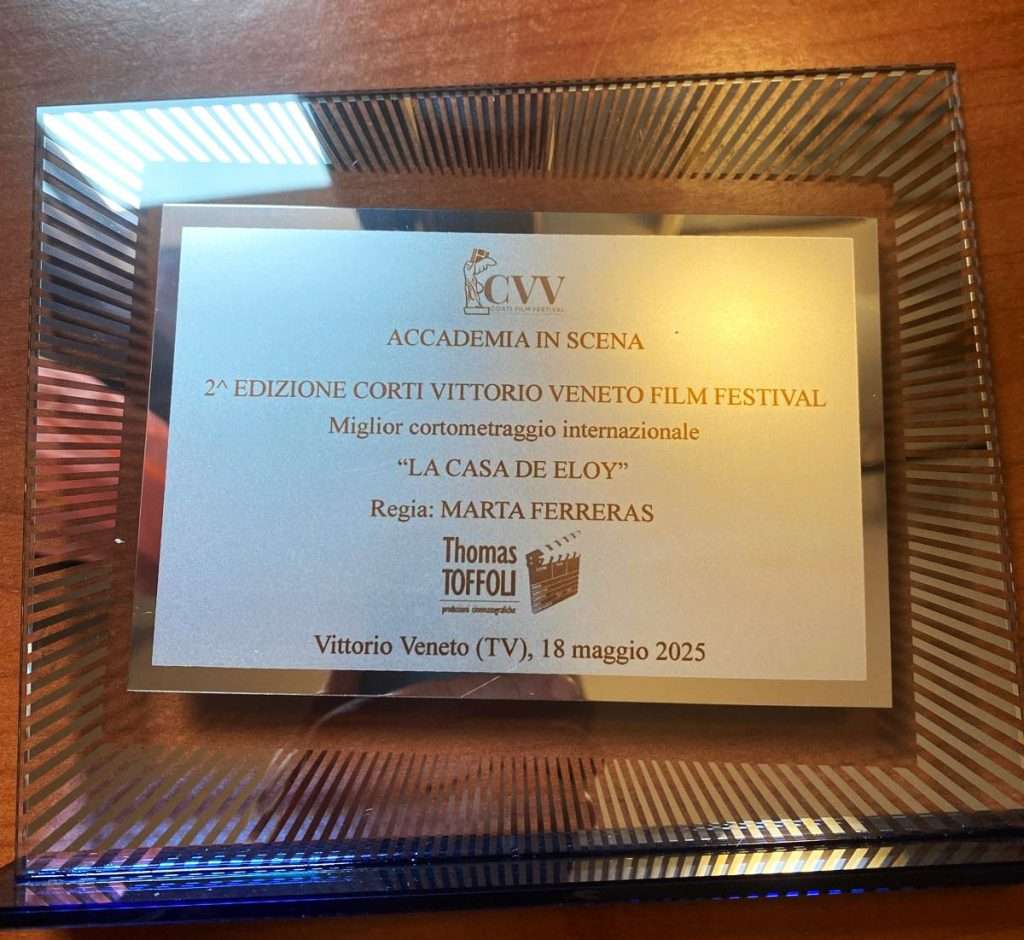 CVV
CORTI FILM FESTIVAL
ACCADEMIA IN SCENA
2^ EDIZIONE CORTI VITTORIO VENETO FILM FESTIVAL
Miglior cortometraggio internazionale
“LA CASA DE ELOY”
Regia: MARTA FERRERAS
Thomas
TOFFOLI
produzioni cinematografiche
Vittorio Veneto (TV), 18 maggio 2025